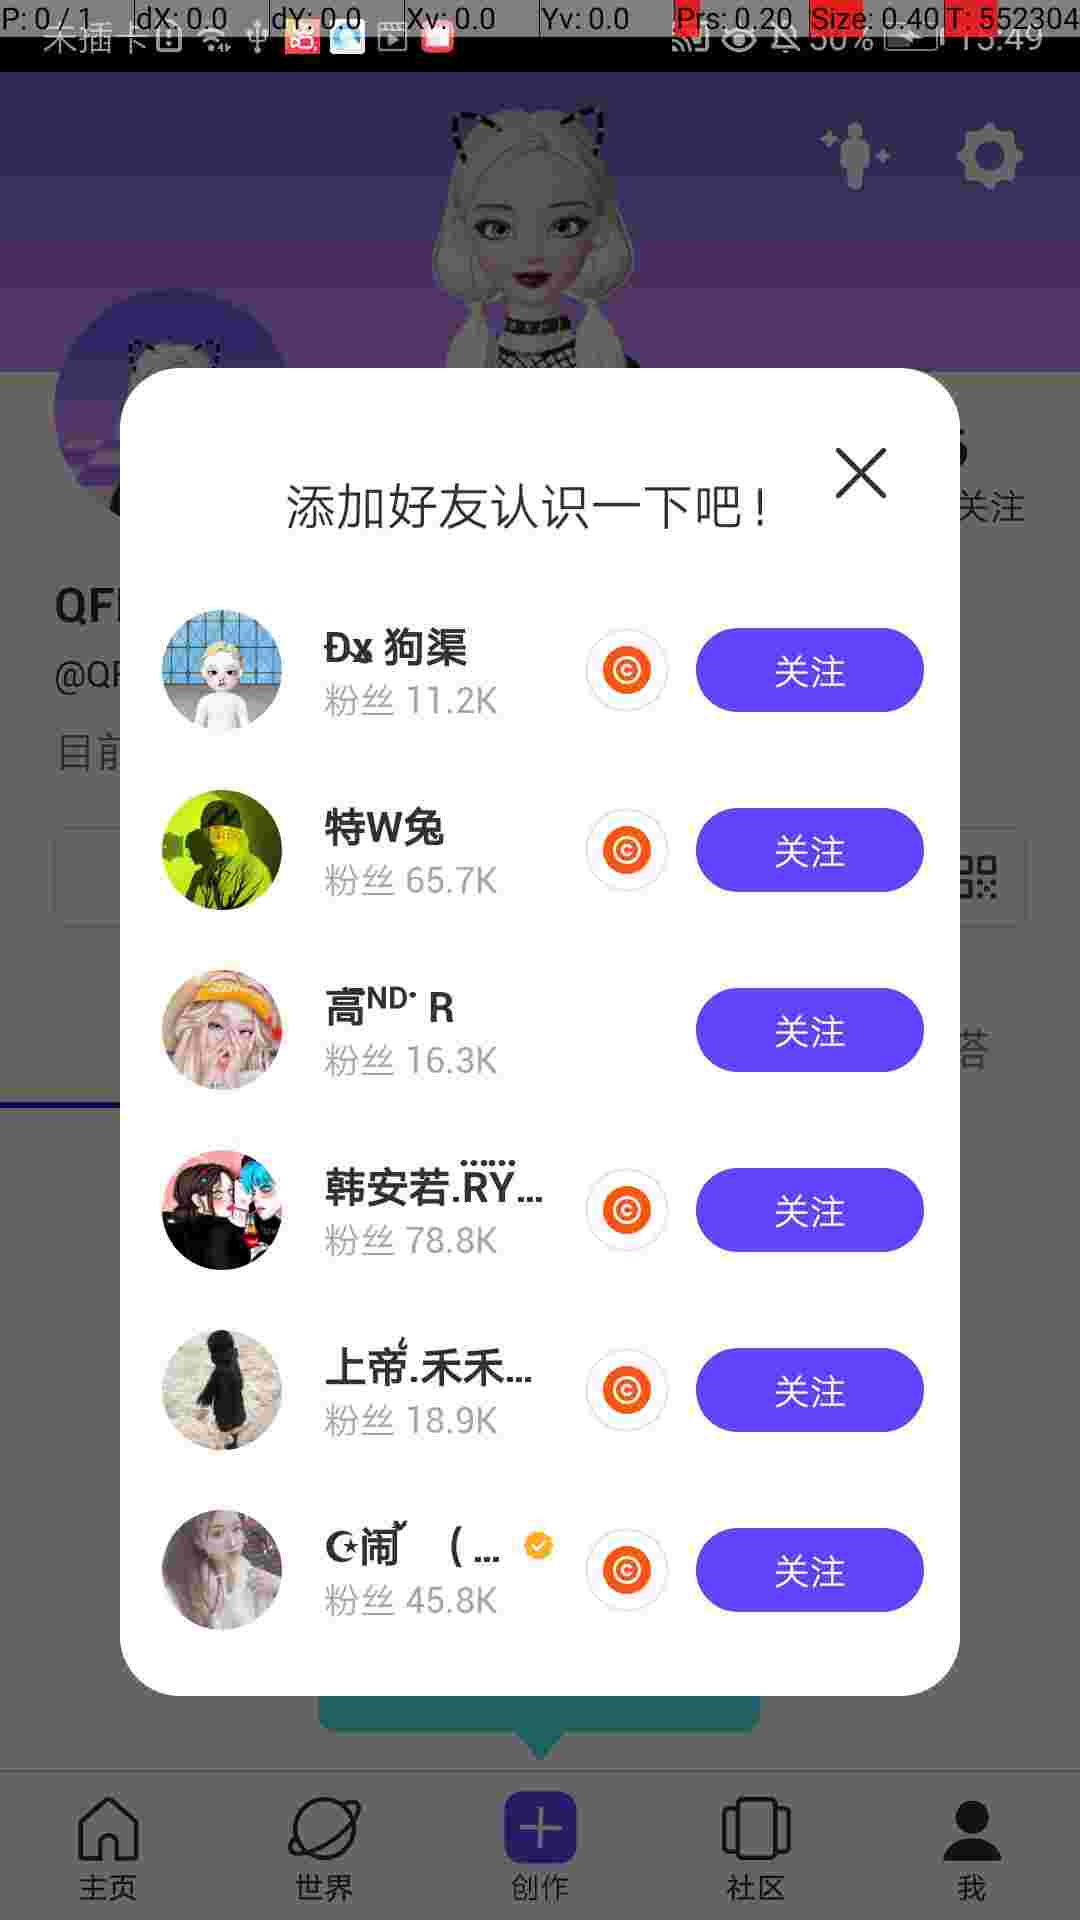 P: 0 / 1 dX: 0.0 dY: 0.0 Xv: 0.0 Yv: 0.0 Prs: 0.20 Size: 0.40 T: 552304
未插卡 50% 15:49
关注
QF
@QF
目前
添加好友认识一下吧!
狗渠
粉丝 11.2K
关注
特W兔
粉丝 65.7K
关注
高ᴺᴰ· R
粉丝 16.3K
关注
韩安若.RY...
粉丝 78.8K
关注
上帝.禾禾...
粉丝 18.9K
关注
☪闹 ( ...
粉丝 45.8K
关注
主页 世界 创作 社区 我